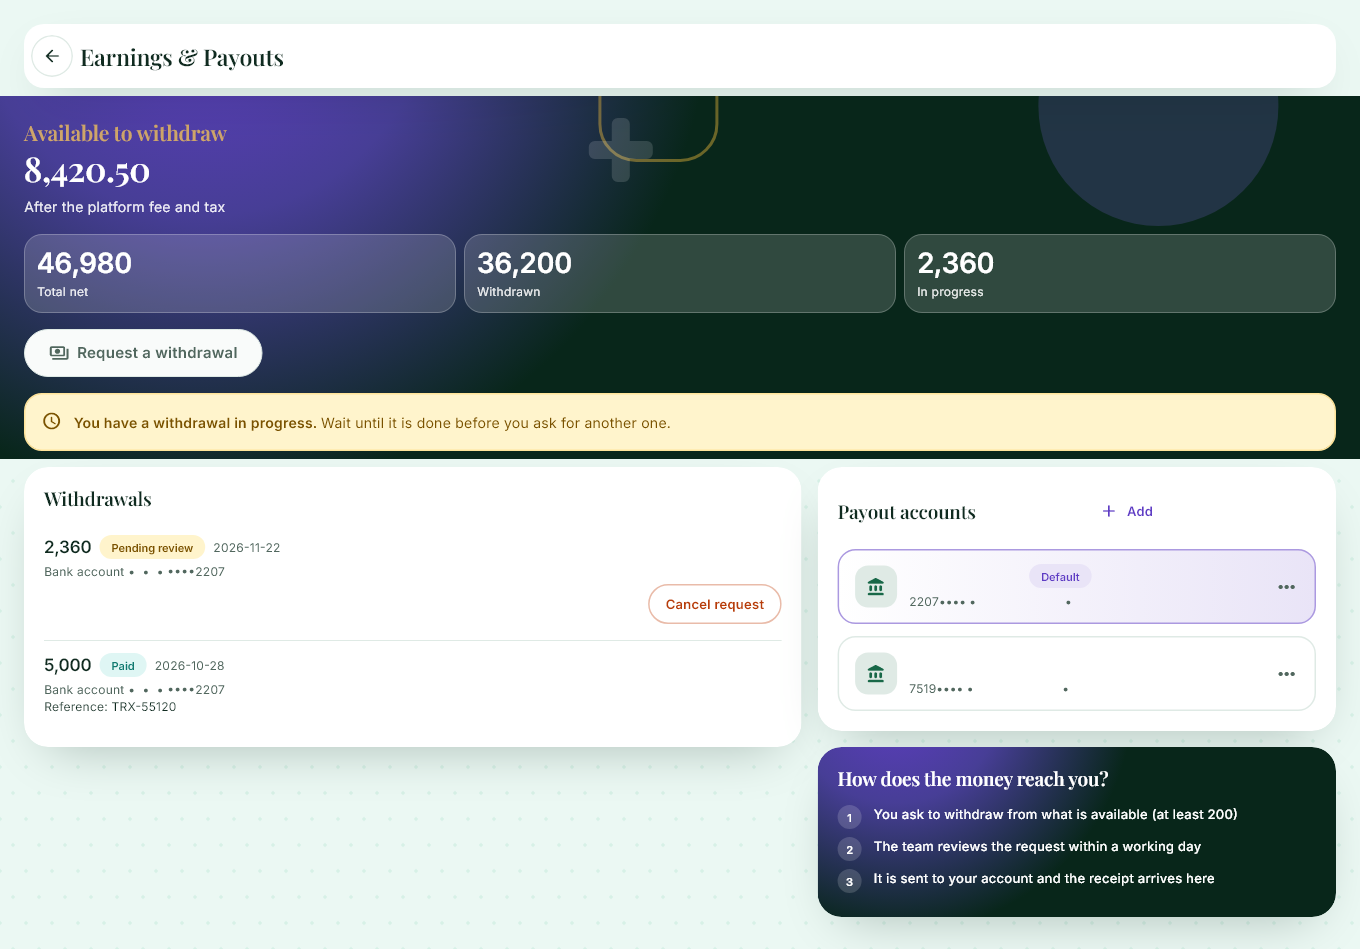 Earnings & Payouts
Available to withdraw
8,420.50
After the platform fee and tax
46,980
Total net
36,200
Withdrawn
2,360
In progress
Request a withdrawal
You have a withdrawal in progress. Wait until it is done before you ask for another one.
Withdrawals
2,360 Pending review 2026-11-22
Bank account • • • ••••2207
Cancel request
5,000 Paid 2026-10-28
Bank account • • • ••••2207
Reference: TRX-55120
Payout accounts
+ Add
Default
2207•••• • •
7519•••• • •
How does the money reach you?
1 You ask to withdraw from what is available (at least 200)
2 The team reviews the request within a working day
3 It is sent to your account and the receipt arrives here